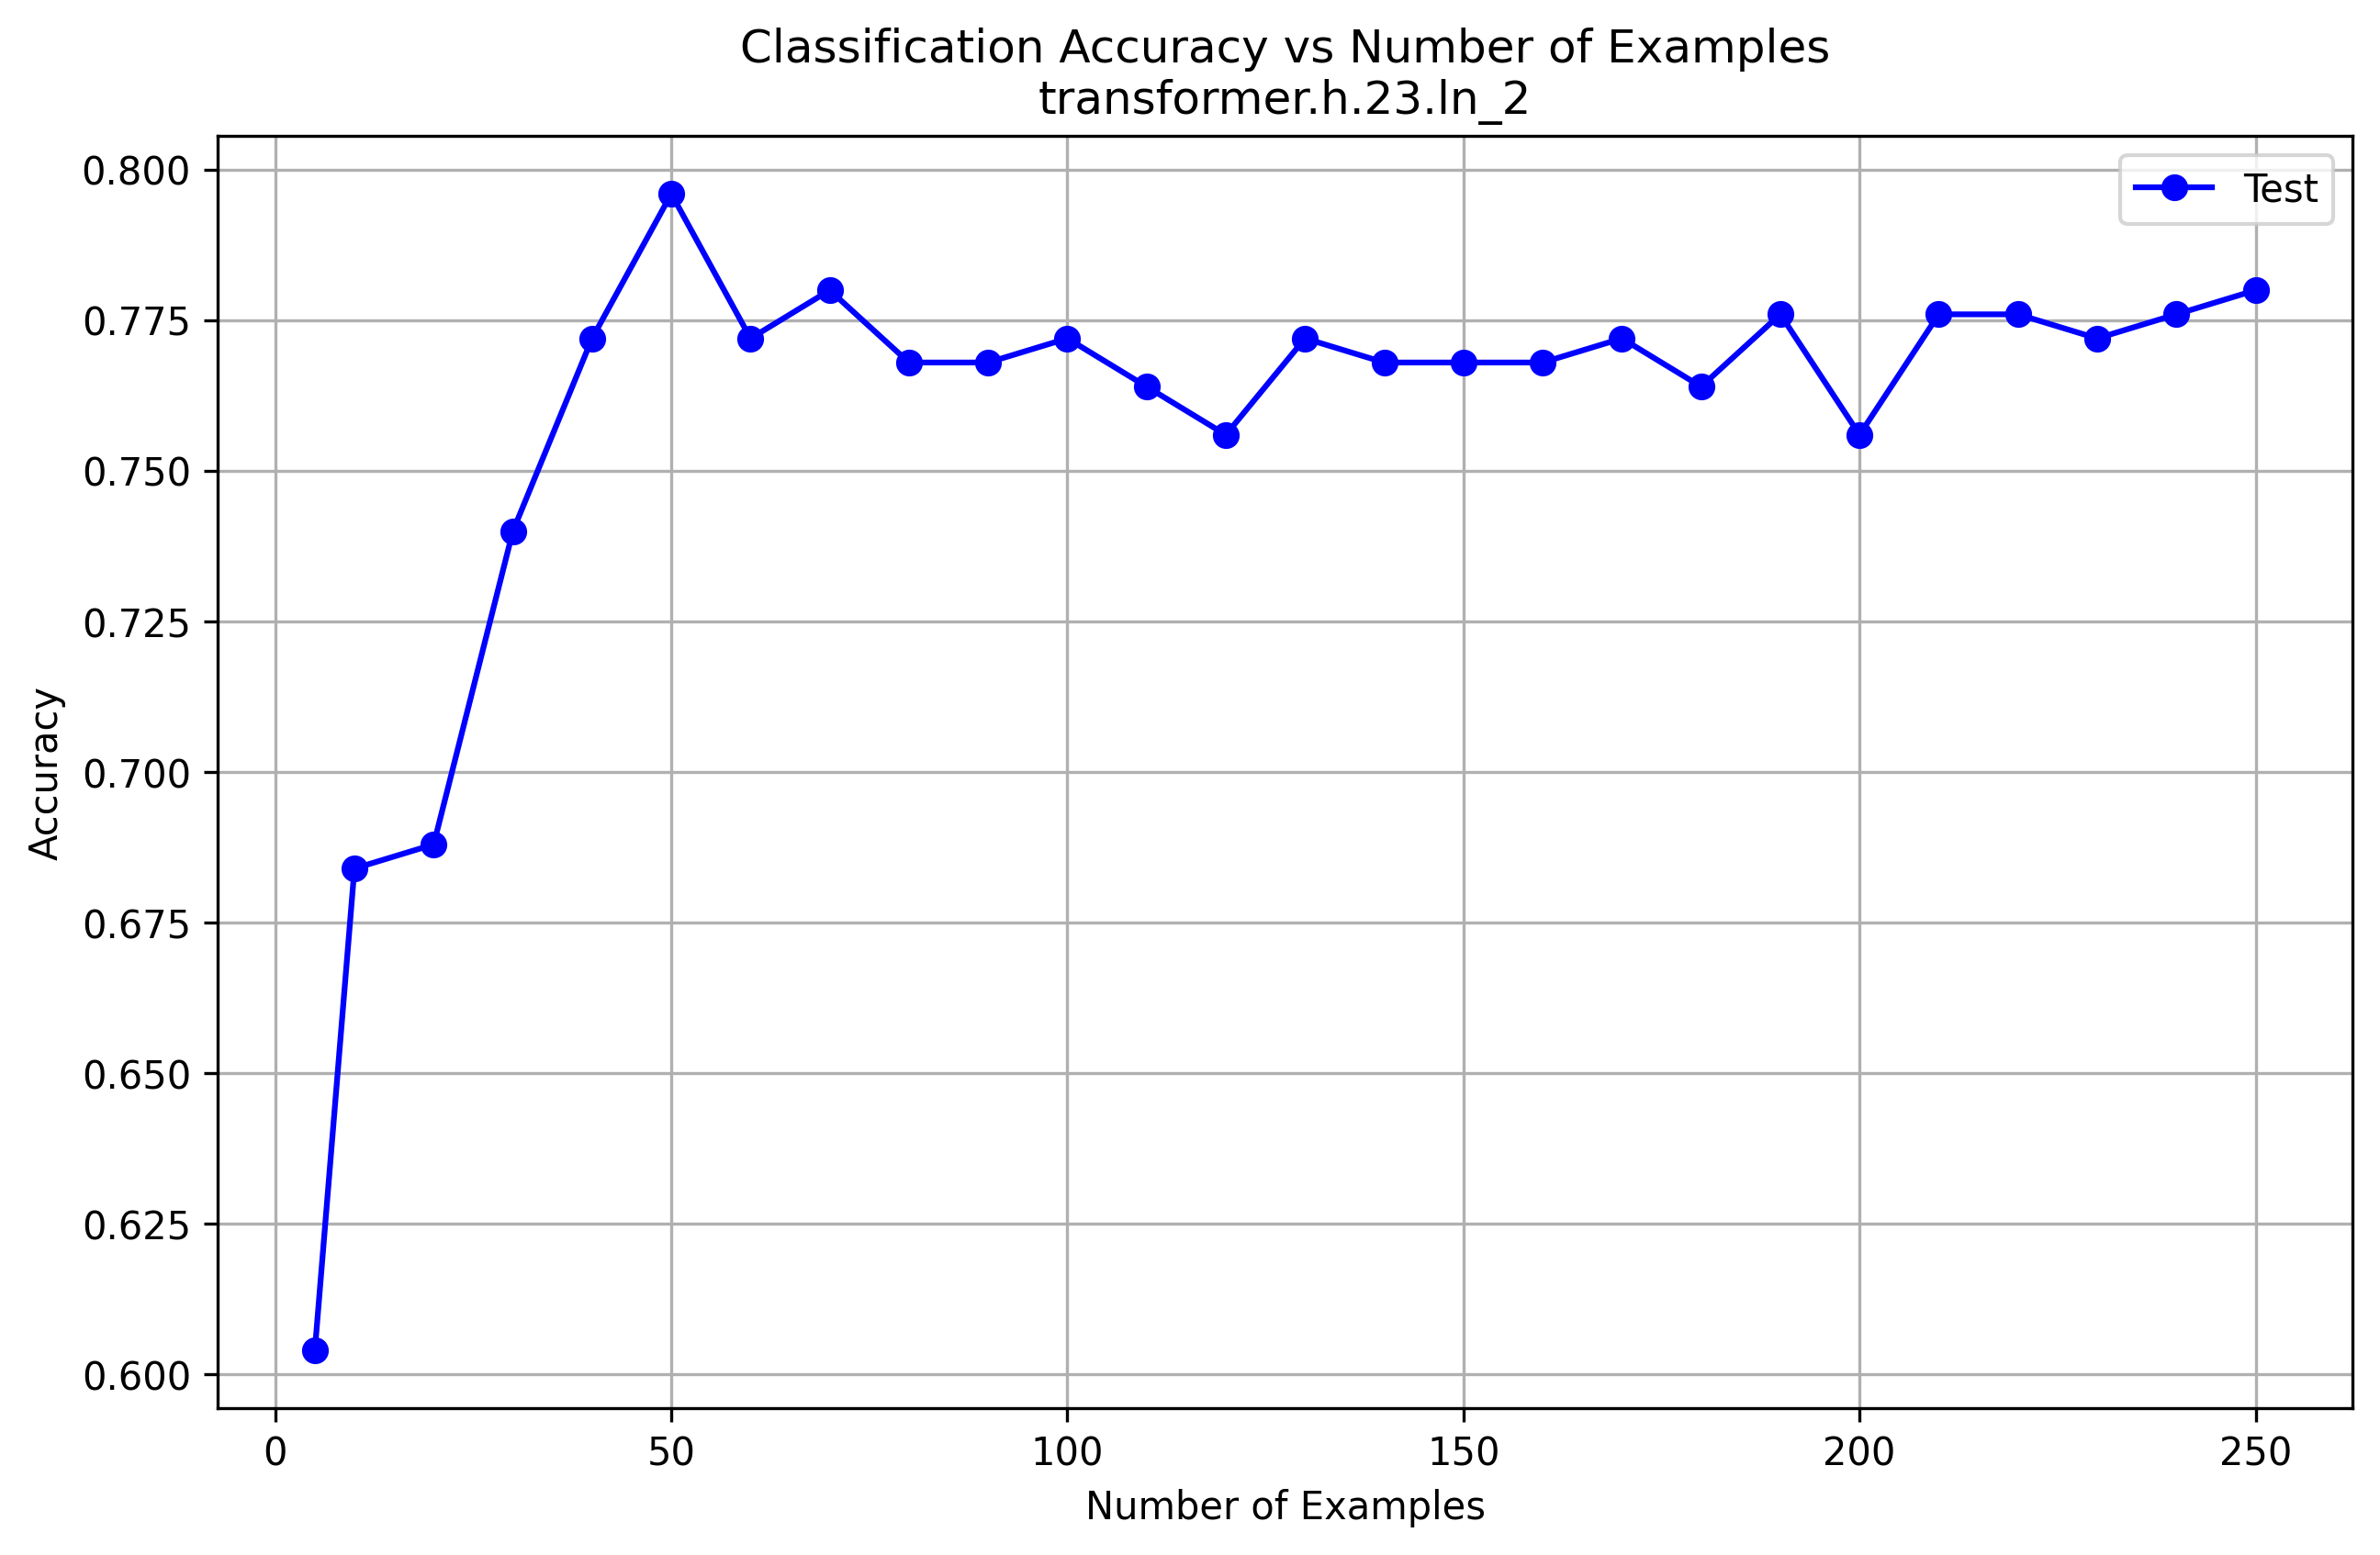 Classification Accuracy vs Number of Examples
transformer.h.23.ln_2
Test
Accuracy
0.800
0.775
0.750
0.725
0.700
0.675
0.650
0.625
0.600
0 50 100 150 200 250
Number of Examples